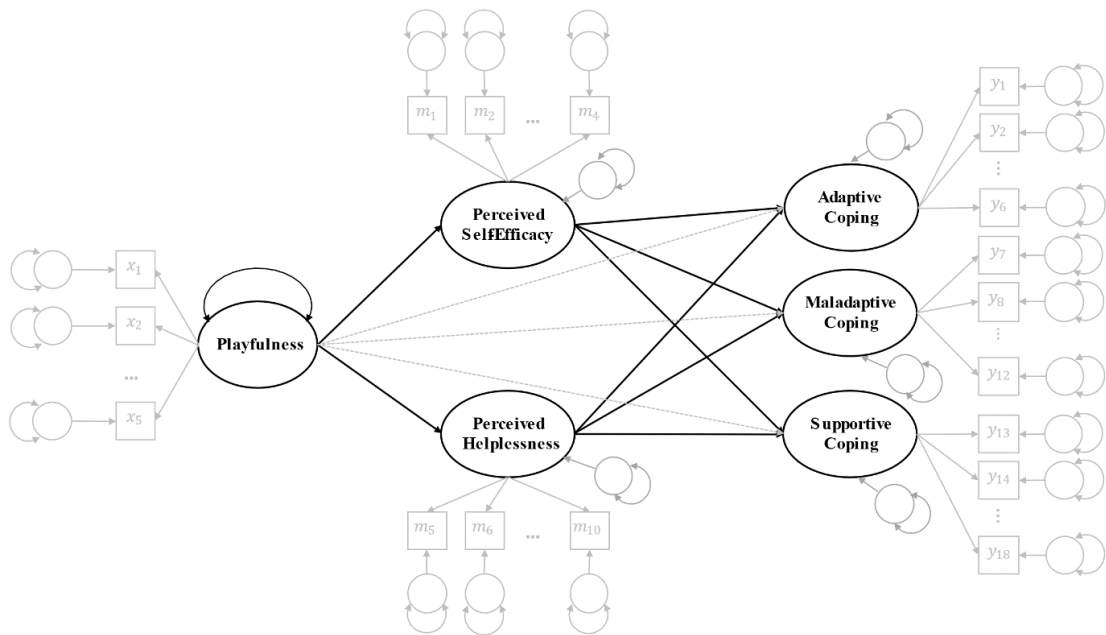 m₁
m₂
...
m₄
Perceived
Self-Efficacy
Adaptive
Coping
y₁
y₂
⋮
y₆
x₁
x₂
...
x₅
Playfulness
Maladaptive
Coping
y₇
y₈
⋮
y₁₂
Perceived
Helplessness
Supportive
Coping
y₁₃
y₁₄
⋮
y₁₈
m₅
m₆
...
m₁₀